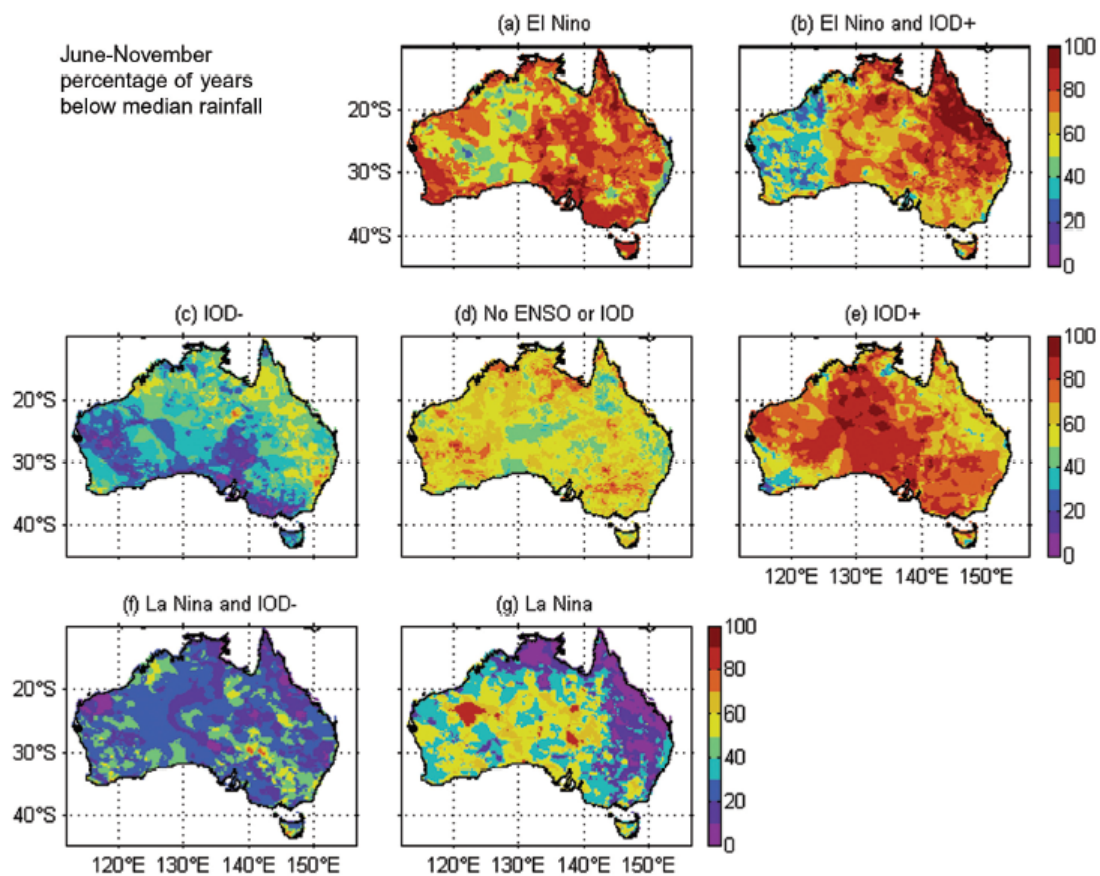 June-November
percentage of years
below median rainfall
(a) El Nino
(b) El Nino and IOD+
20°S
30°S
40°S
20°S
30°S
40°S
100
80
60
40
20
0
(c) IOD-
(d) No ENSO or IOD
(e) IOD+
20°S
30°S
40°S
100
80
60
40
20
0
120°E 130°E 140°E 150°E
(f) La Nina and IOD-
(g) La Nina
20°S
30°S
40°S
100
80
60
40
20
0
120°E 130°E 140°E 150°E
120°E 130°E 140°E 150°E